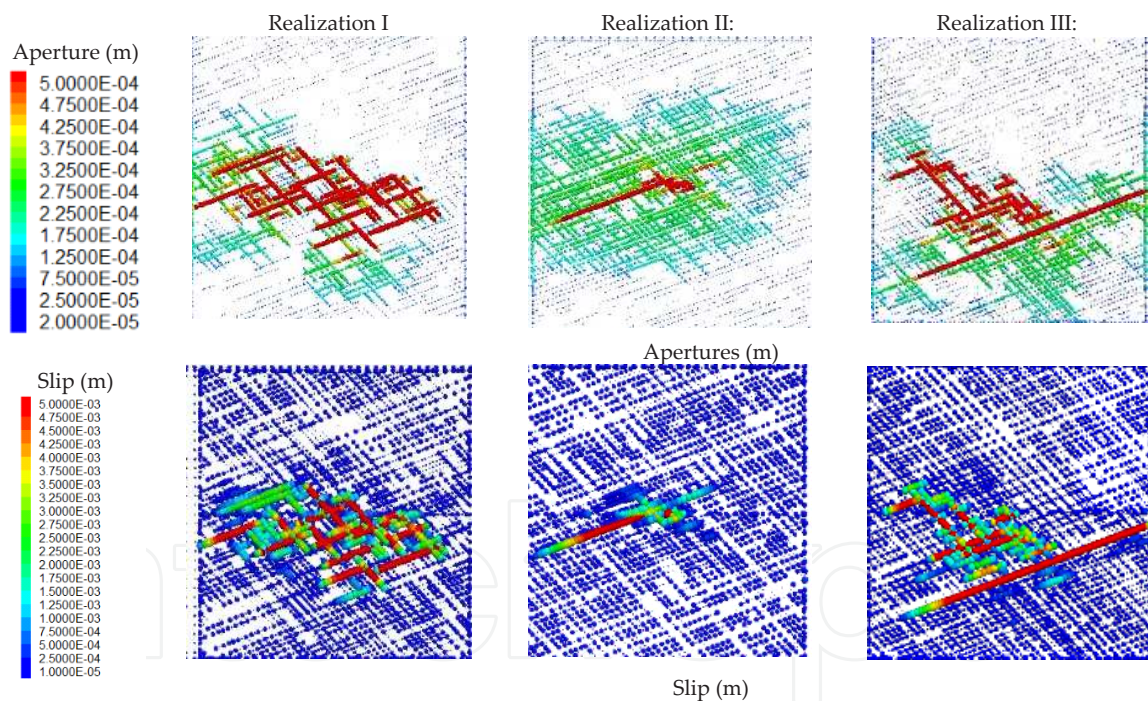 Realization I
Realization II:
Realization III:
Aperture (m)
5.0000E-04
4.7500E-04
4.2500E-04
3.7500E-04
3.2500E-04
2.7500E-04
2.2500E-04
1.7500E-04
1.2500E-04
7.5000E-05
2.5000E-05
2.0000E-05
Apertures (m)
Slip (m)
5.0000E-03
4.7500E-03
4.5000E-03
4.2500E-03
4.0000E-03
3.7500E-03
3.5000E-03
3.2500E-03
3.0000E-03
2.7500E-03
2.5000E-03
2.2500E-03
2.0000E-03
1.7500E-03
1.5000E-03
1.2500E-03
1.0000E-03
7.5000E-04
5.0000E-04
2.5000E-04
1.0000E-05
Slip (m)